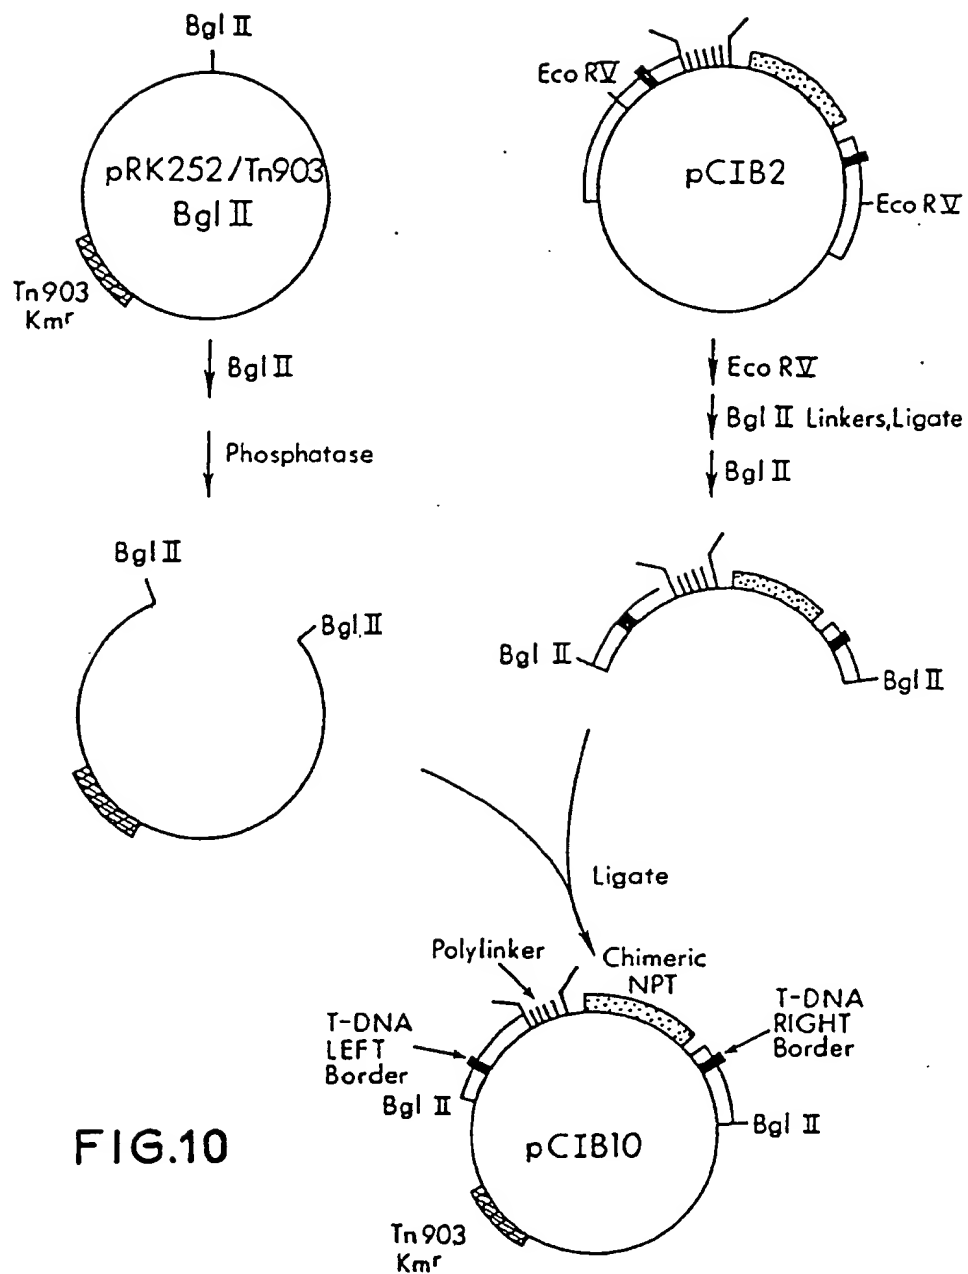 Bgl II
pRK252/Tn903
Bgl II
Tn903
Kmr
Bgl II
Phosphatase
Eco RV
pCIB2
Eco RV
Eco RV
Bgl II Linkers,Ligate
Bgl II
Bgl II
Bgl II
Bgl II
Bgl II
Ligate
Polylinker
Chimeric
NPT
T-DNA
LEFT
Border
T-DNA
RIGHT
Border
Bgl II
Bgl II
pCIB10
Tn903
Kmr
FIG.10